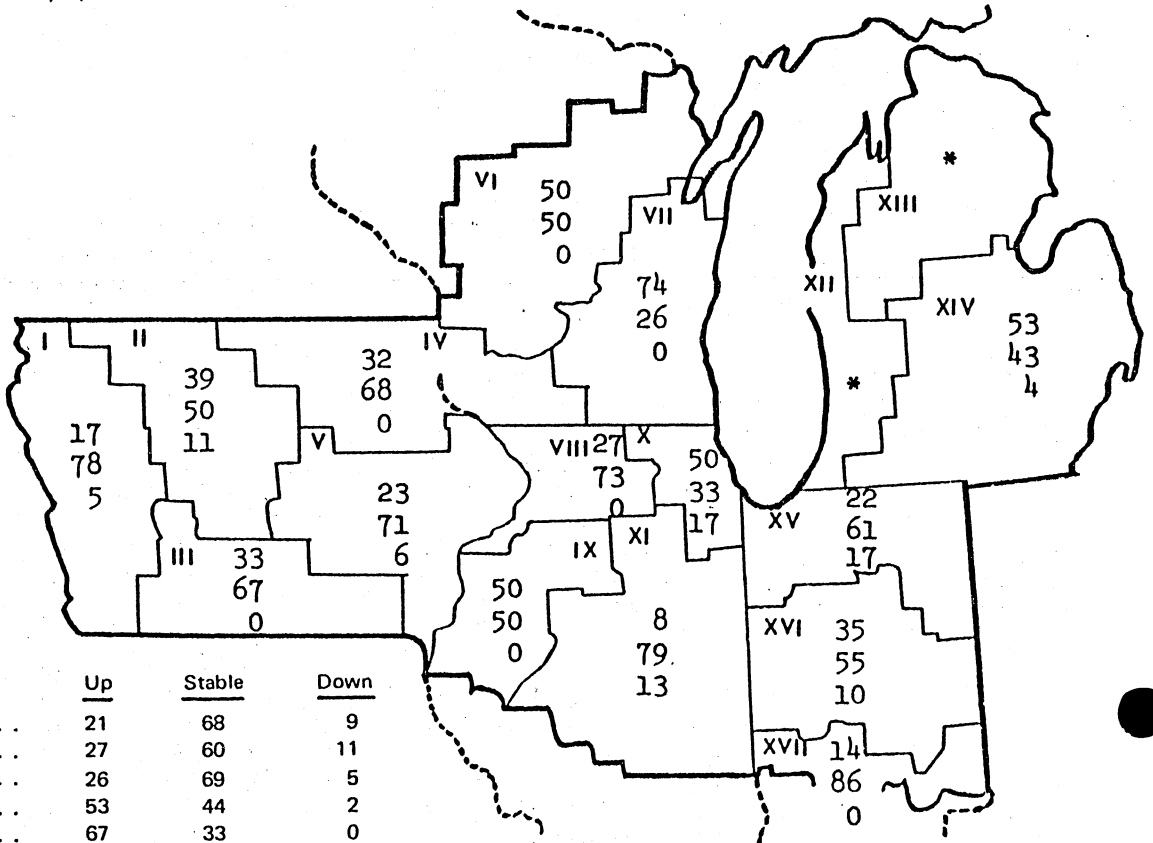 VI
50
50
0
VII
74
26
0
*
XIII
XII
XIV
53
43
4
*
I
II
IV
39
50
11
32
68
0
17
78
5
V
23
71
6
III
33
67
0
VIII
27
73
0
X
50
33
17
IX
50
50
0
XI
8
79
13
XV
22
61
17
XVI
35
55
10
XVII
14
86
0
Up Stable Down
. . 21 68 9
. . 27 60 11
. . 26 69 5
. . 53 44 2
. . 67 33 0